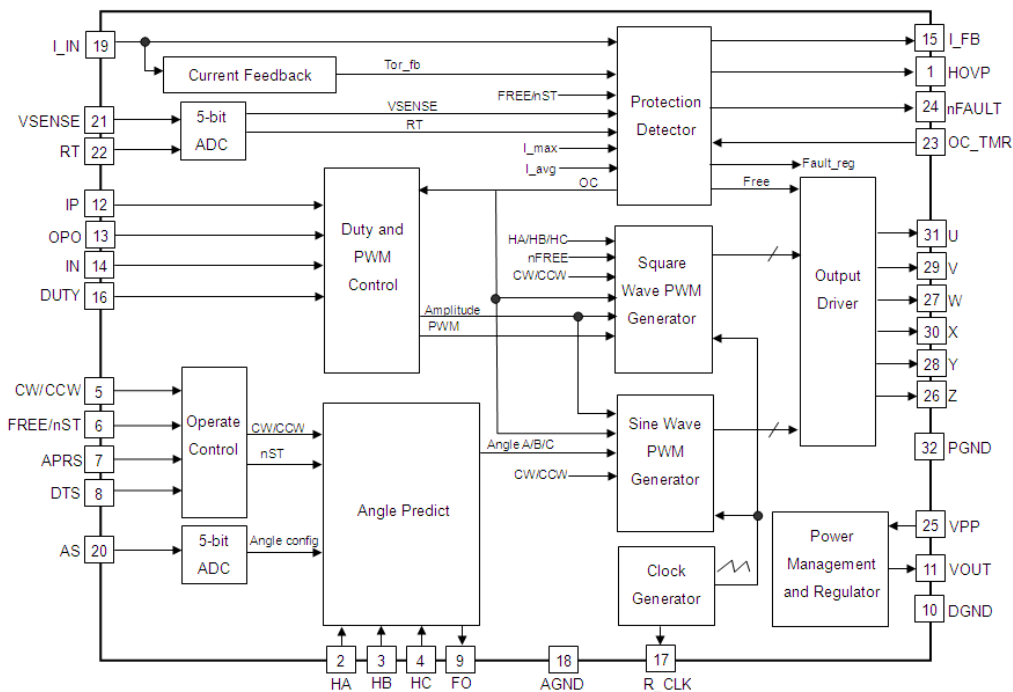 I_IN
19
Current Feedback
Tor_fb
FREE/nST
VSENSE
21
RT
22
5-bit
ADC
VSENSE
RT
I_max
I_avg
OC
Protection
Detector
15
I_FB
1
HOVP
24
nFAULT
23
OC_TMR
Fault_reg
Free
IP
12
OPO
13
IN
14
DUTY
16
Duty and
PWM
Control
Amplitude
PWM
HA/HB/HC
nFREE
CW/CCW
Square
Wave PWM
Generator
Output
Driver
31
U
29
V
27
W
30
X
28
Y
26
Z
32
PGND
CW/CCW
5
FREE/nST
6
APRS
7
DTS
8
Operate
Control
CW/CCW
nST
AS
20
5-bit
ADC
Angle config
Angle Predict
Angle A/B/C
CW/CCW
Sine Wave
PWM
Generator
Clock
Generator
Power
Management
and Regulator
25
VPP
11
VOUT
10
DGND
2
HA
3
HB
4
HC
9
FO
18
AGND
17
R_CLK